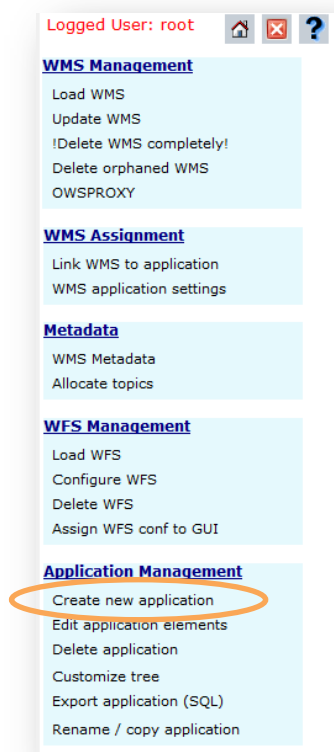 Logged User: root
?
WMS Management
Load WMS
Update WMS
!Delete WMS completely!
Delete orphaned WMS
OWSPROXY
WMS Assignment
Link WMS to application
WMS application settings
Metadata
WMS Metadata
Allocate topics
WFS Management
Load WFS
Configure WFS
Delete WFS
Assign WFS conf to GUI
Application Management
Create new application
Edit application elements
Delete application
Customize tree
Export application (SQL)
Rename / copy application